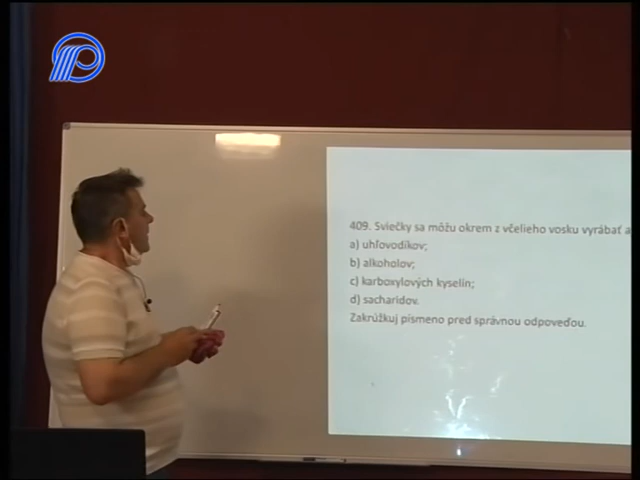 409. Sviečky sa môžu okrem z včelieho vosku vyrábať a
a) uhľovodíkov;
b) alkoholov;
c) karboxylových kyselín;
d) sacharidov.
Zakrúžkuj písmeno pred správnou odpoveďou.